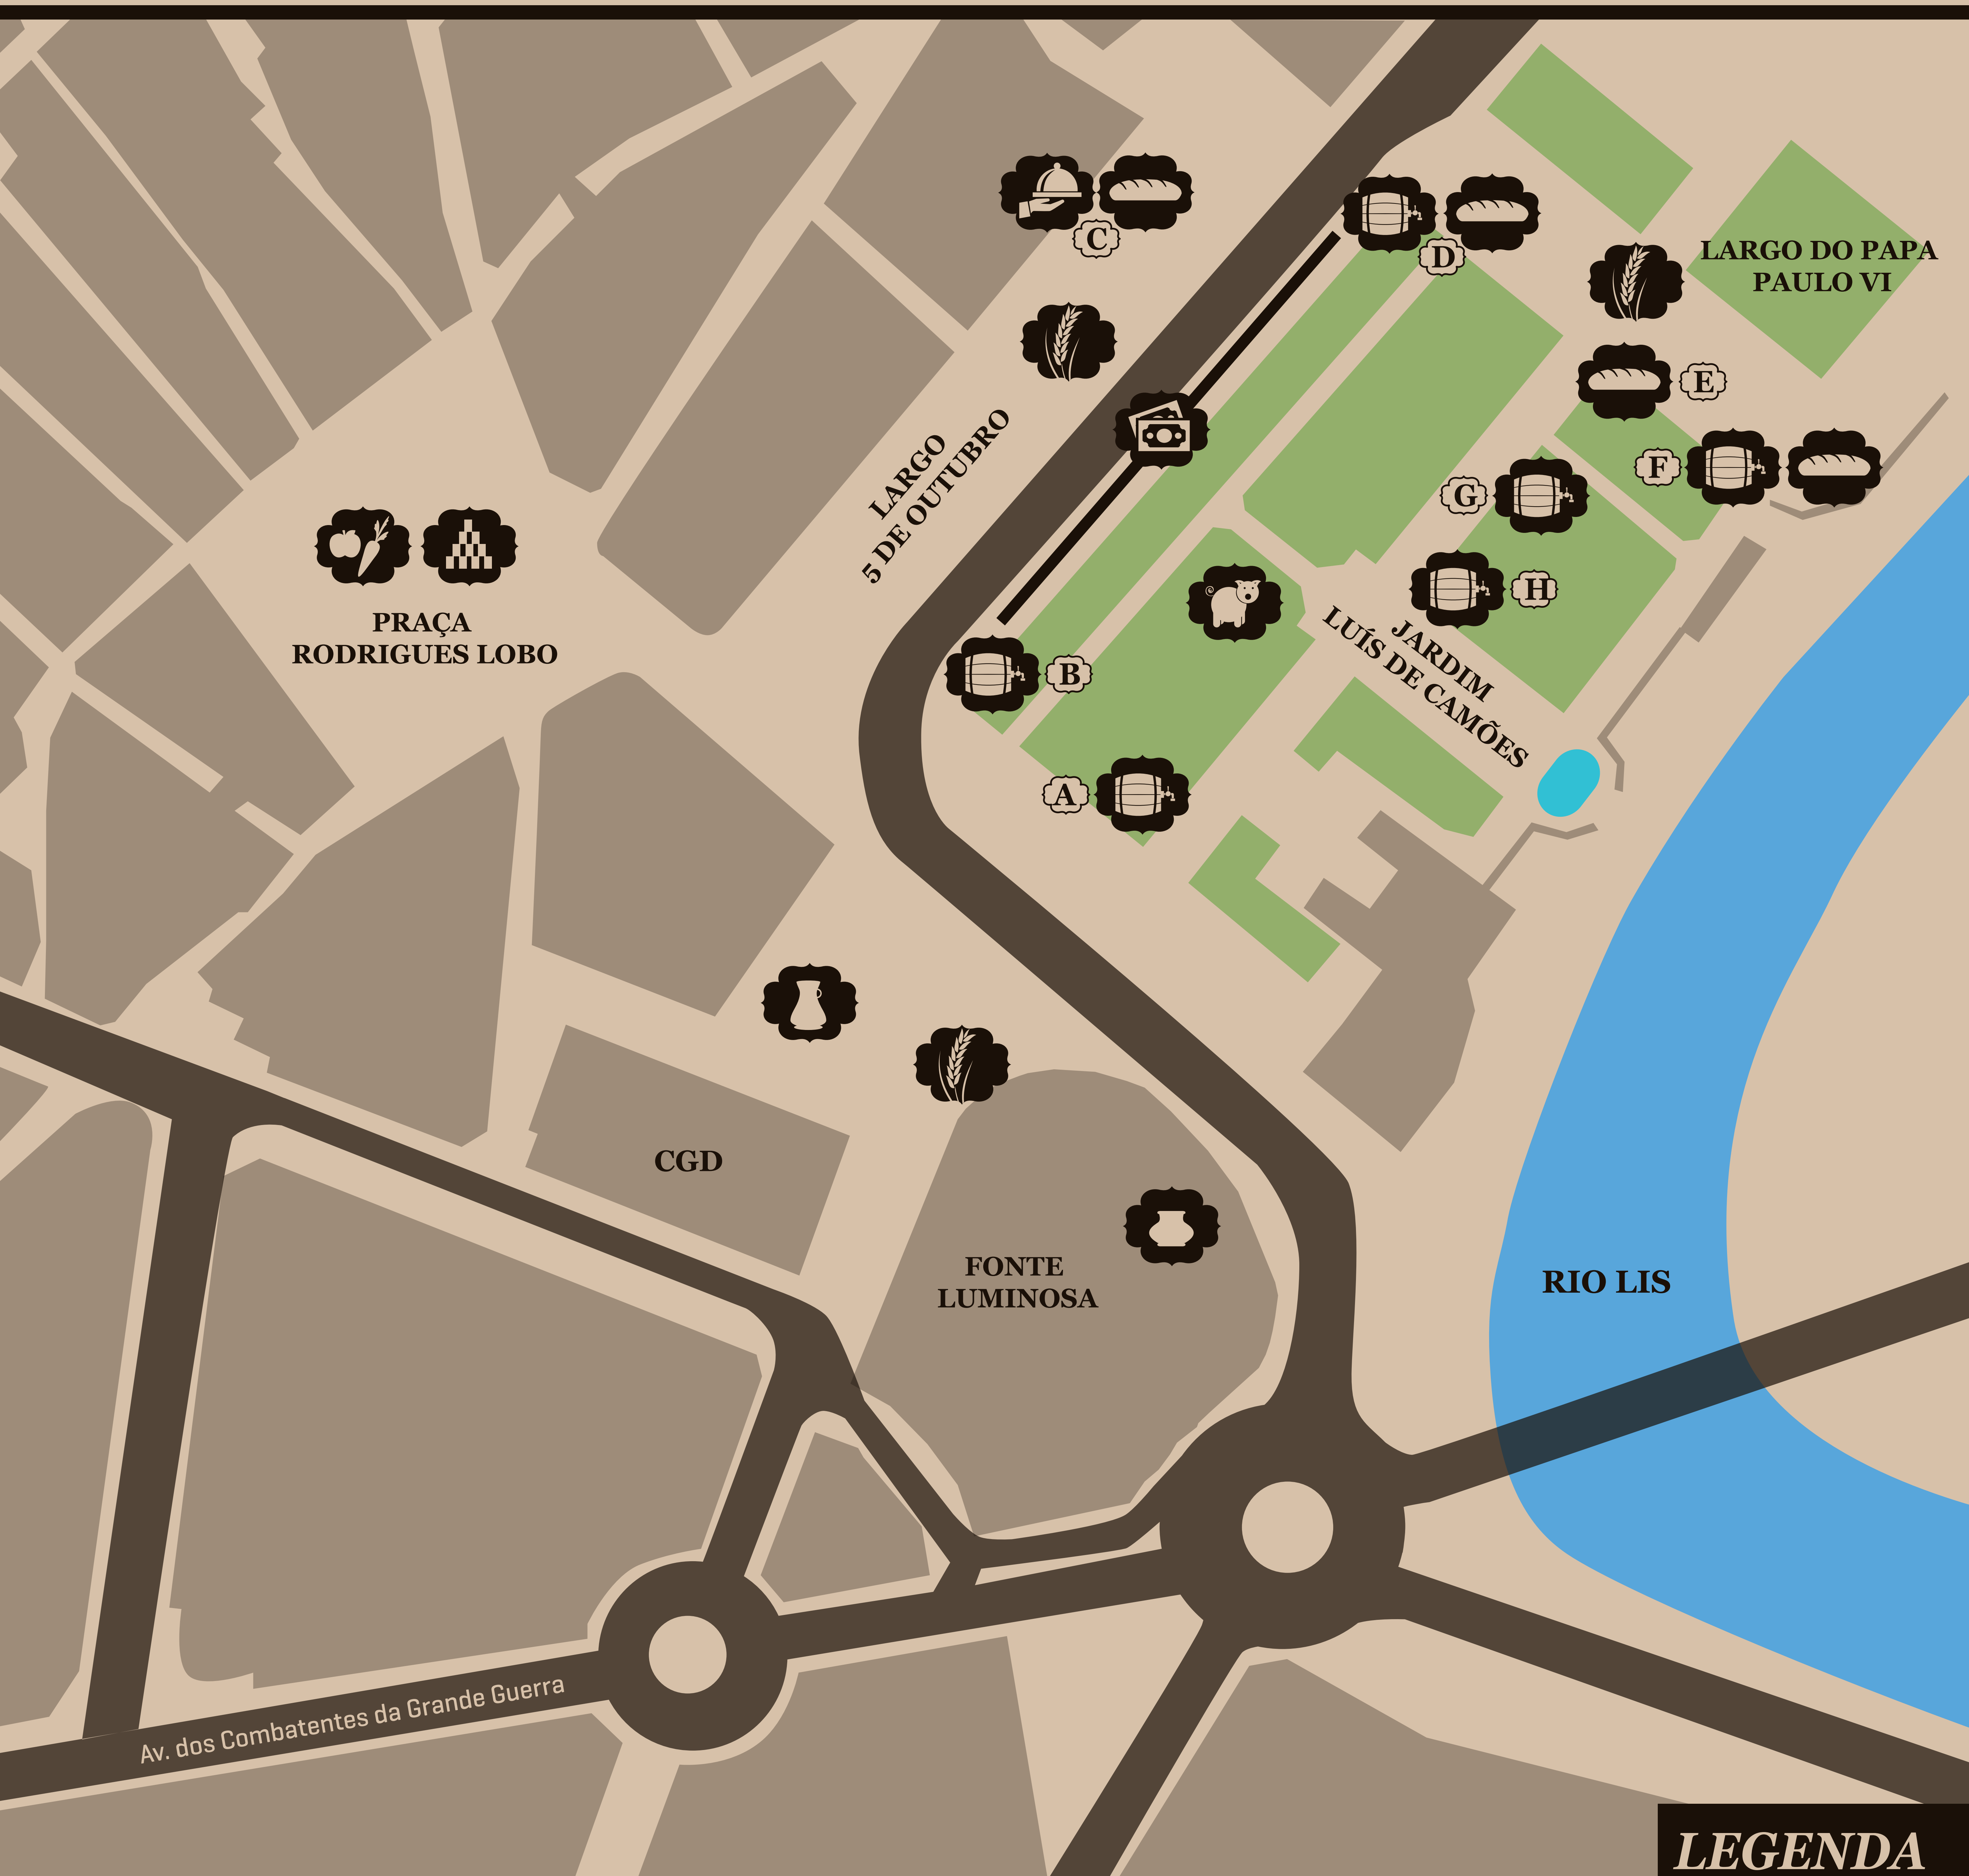 C
D
LARGO DO PAPA
PAULO VI
E
F
G
LARGO
5 DE OUTUBRO
H
PRAÇA
RODRIGUES LOBO
JARDIM
LUÍS DE CAMÕES
B
A
CGD
FONTE
LUMINOSA
RIO LIS
Av. dos Combatentes da Grande Guerra
LEGENDA